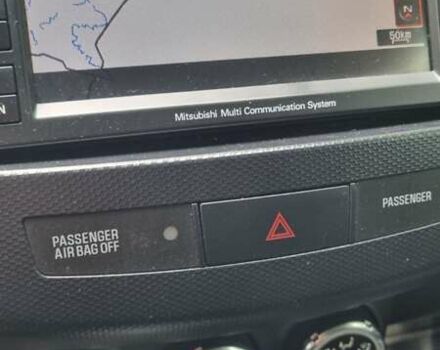 N
50km
N
Mitsubishi Multi Communication System
PASSENGER
AIR BAG OFF
PASSENGER